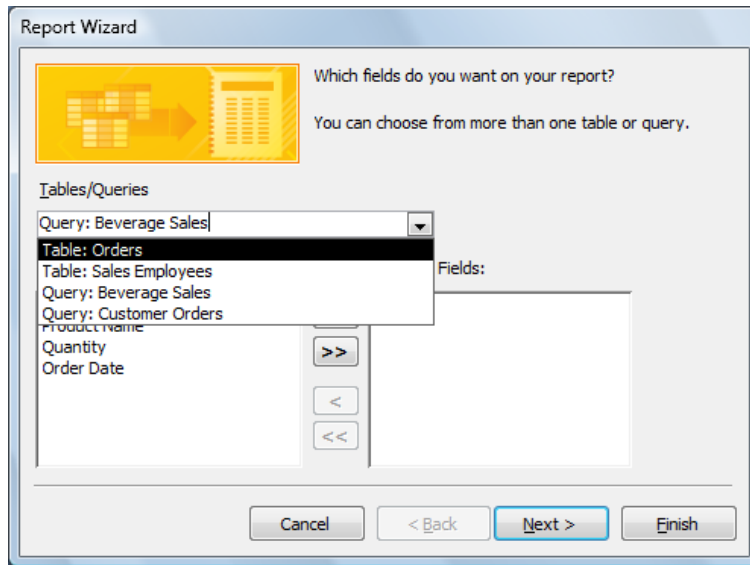 Report Wizard
Which fields do you want on your report?
You can choose from more than one table or query.
Tables/Queries
Query: Beverage Sales
Table: Orders
Table: Sales Employees
Fields:
Query: Beverage Sales
Query: Customer Orders
Product Name
Quantity
>>
Order Date
<
<<
Cancel
< Back
Next >
Finish